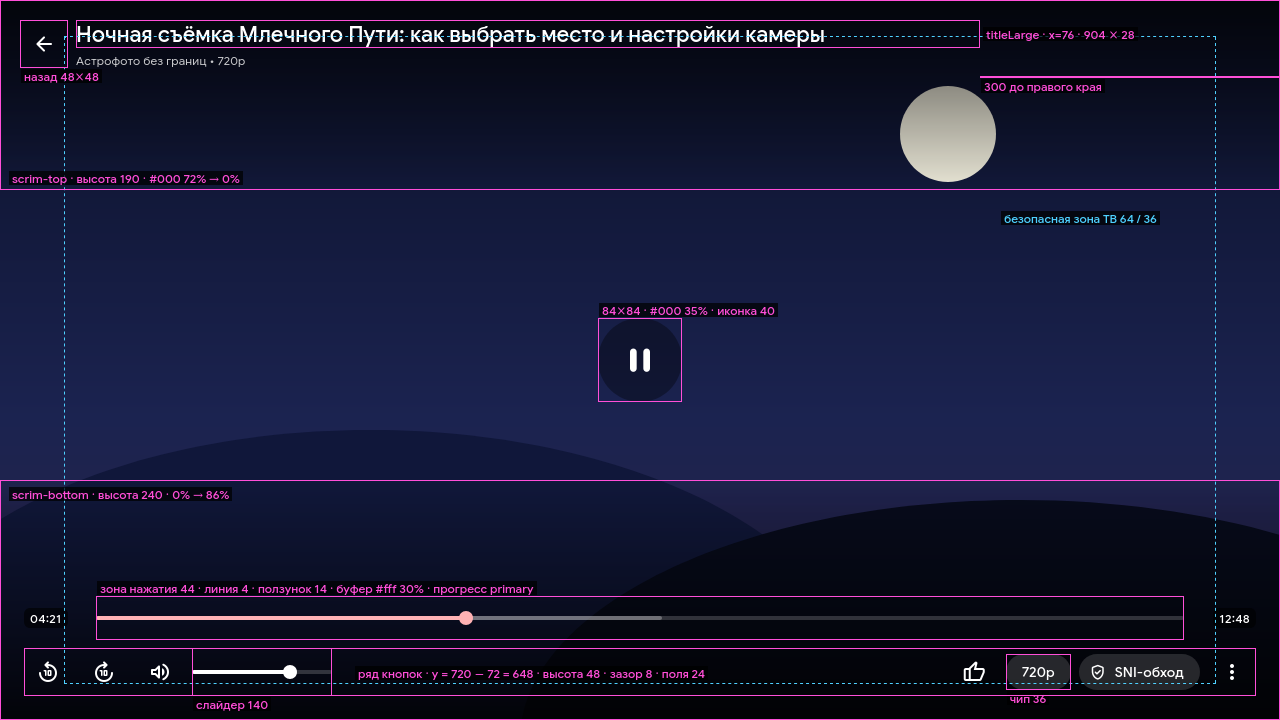 Ночная съёмка Млечного Пути: как выбрать место и настройки камеры
titleLarge · x=76 · 904 × 28
Астрофото без границ • 720p
назад 48×48
300 до правого края
scrim-top · высота 190 · #000 72% → 0%
безопасная зона ТВ 64 / 36
84×84 · #000 35% · иконка 40
scrim-bottom · высота 240 · 0% → 86%
зона нажатия 44 · линия 4 · ползунок 14 · буфер #fff 30% · прогресс primary
04:21
12:48
10
10
ряд кнопок · y = 720 − 72 = 648 · высота 48 · зазор 8 · поля 24
720p
SNI-обход
слайдер 140
чип 36